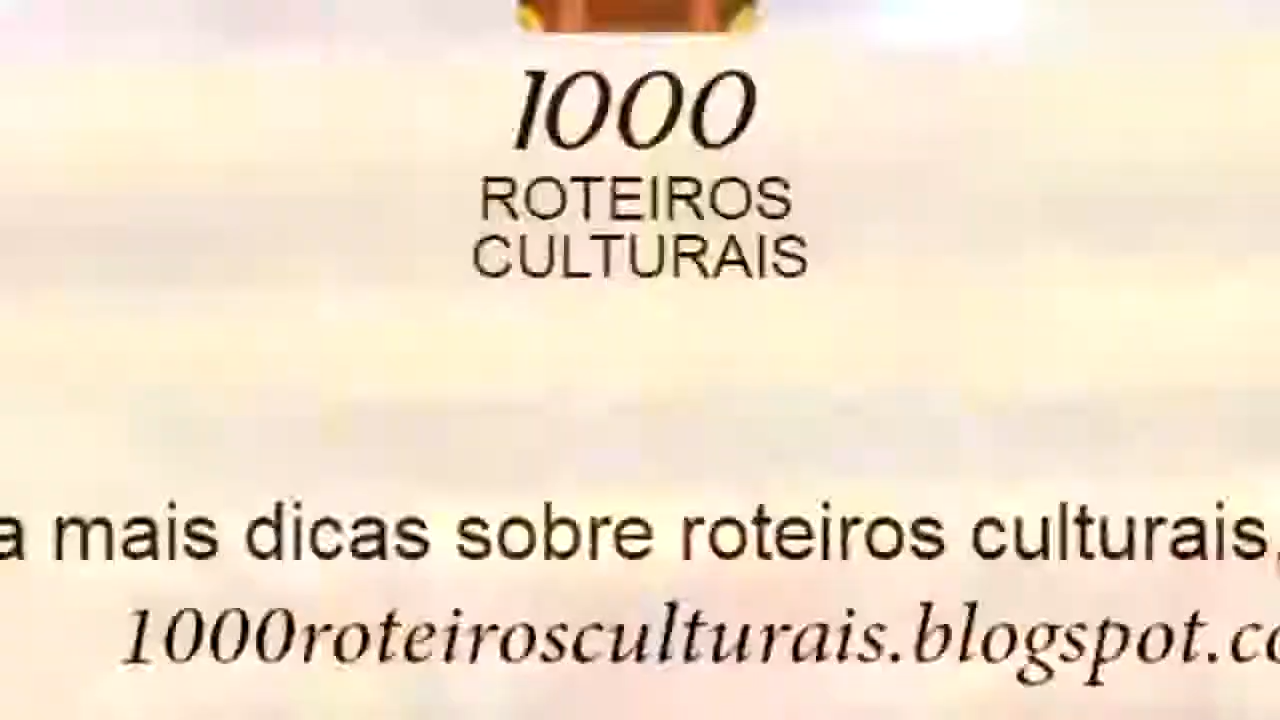 1000
ROTEIROS
CULTURAIS
a mais dicas sobre roteiros culturais,
1000roteirosculturais.blogspot.co